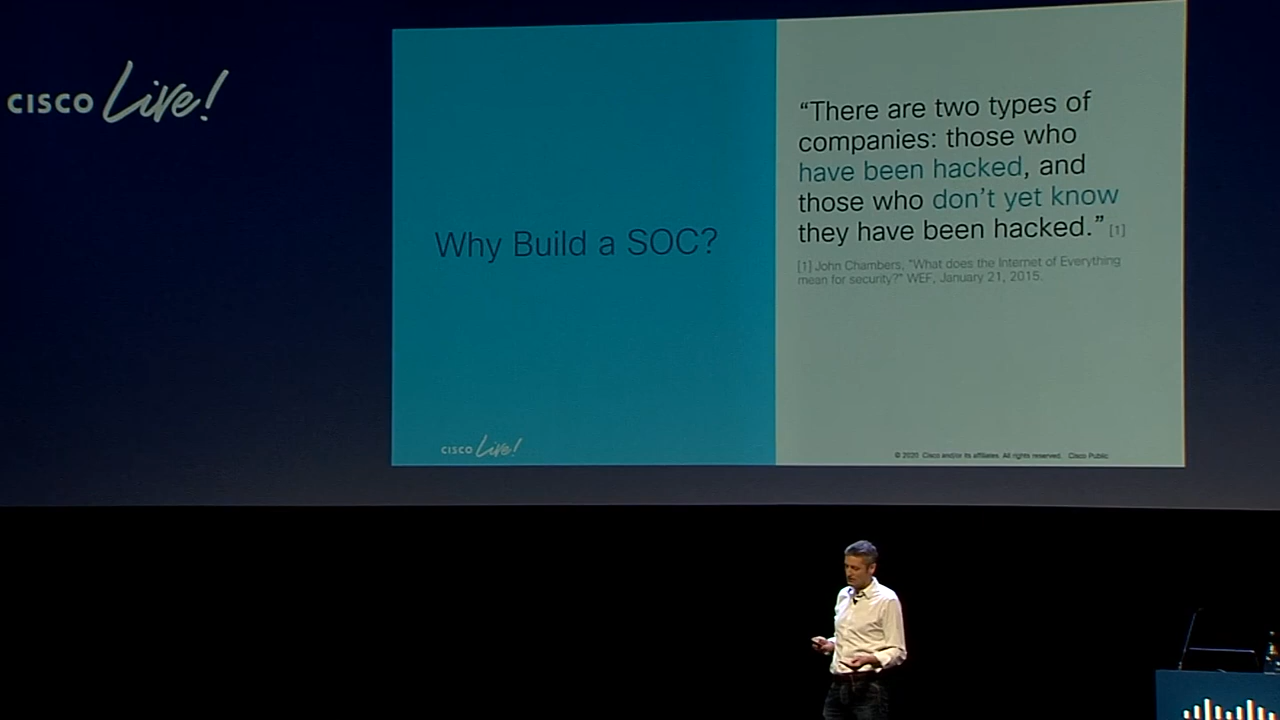 CISCO Live!
Why Build a SOC?
“There are two types of
companies: those who
have been hacked, and
those who don’t yet know
they have been hacked.” [1]
[1] John Chambers, “What does the Internet of Everything
mean for security?” WEF, January 21, 2015.
CISCO Live!
© 2020 Cisco and/or its affiliates. All rights reserved. Cisco Public